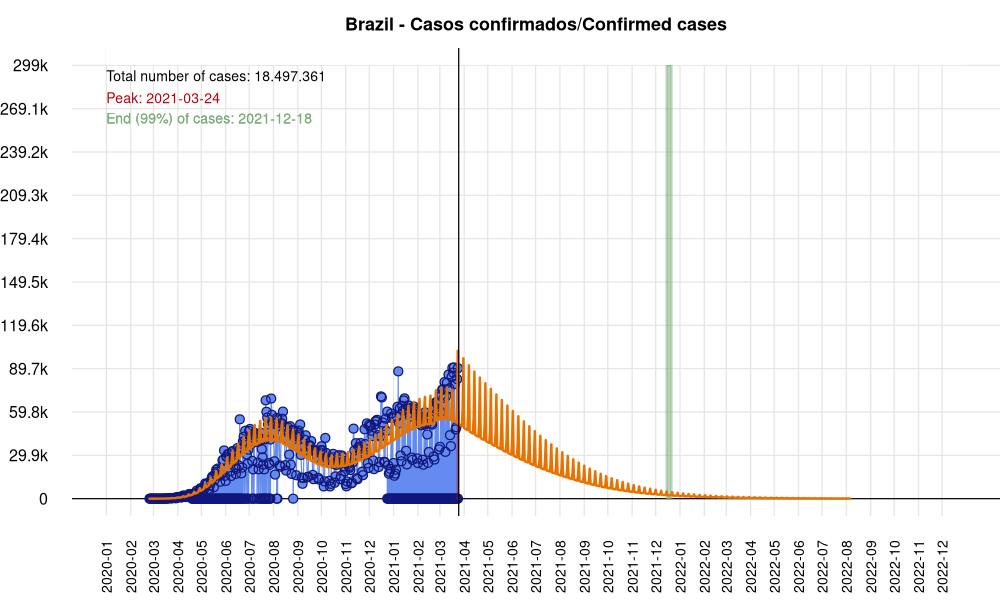 Brazil - Casos confirmados/Confirmed cases
299k
Total number of cases: 18.497.361
Peak: 2021-03-24
End (99%) of cases: 2021-12-18
269.1k
239.2k
209.3k
179.4k
149.5k
119.6k
89.7k
59.8k
29.9k
0
2020-01
2020-02
2020-03
2020-04
2020-05
2020-06
2020-07
2020-08
2020-09
2020-10
2020-11
2020-12
2021-01
2021-02
2021-03
2021-04
2021-05
2021-06
2021-07
2021-08
2021-09
2021-10
2021-11
2021-12
2022-01
2022-02
2022-03
2022-04
2022-05
2022-06
2022-07
2022-08
2022-09
2022-10
2022-11
2022-12